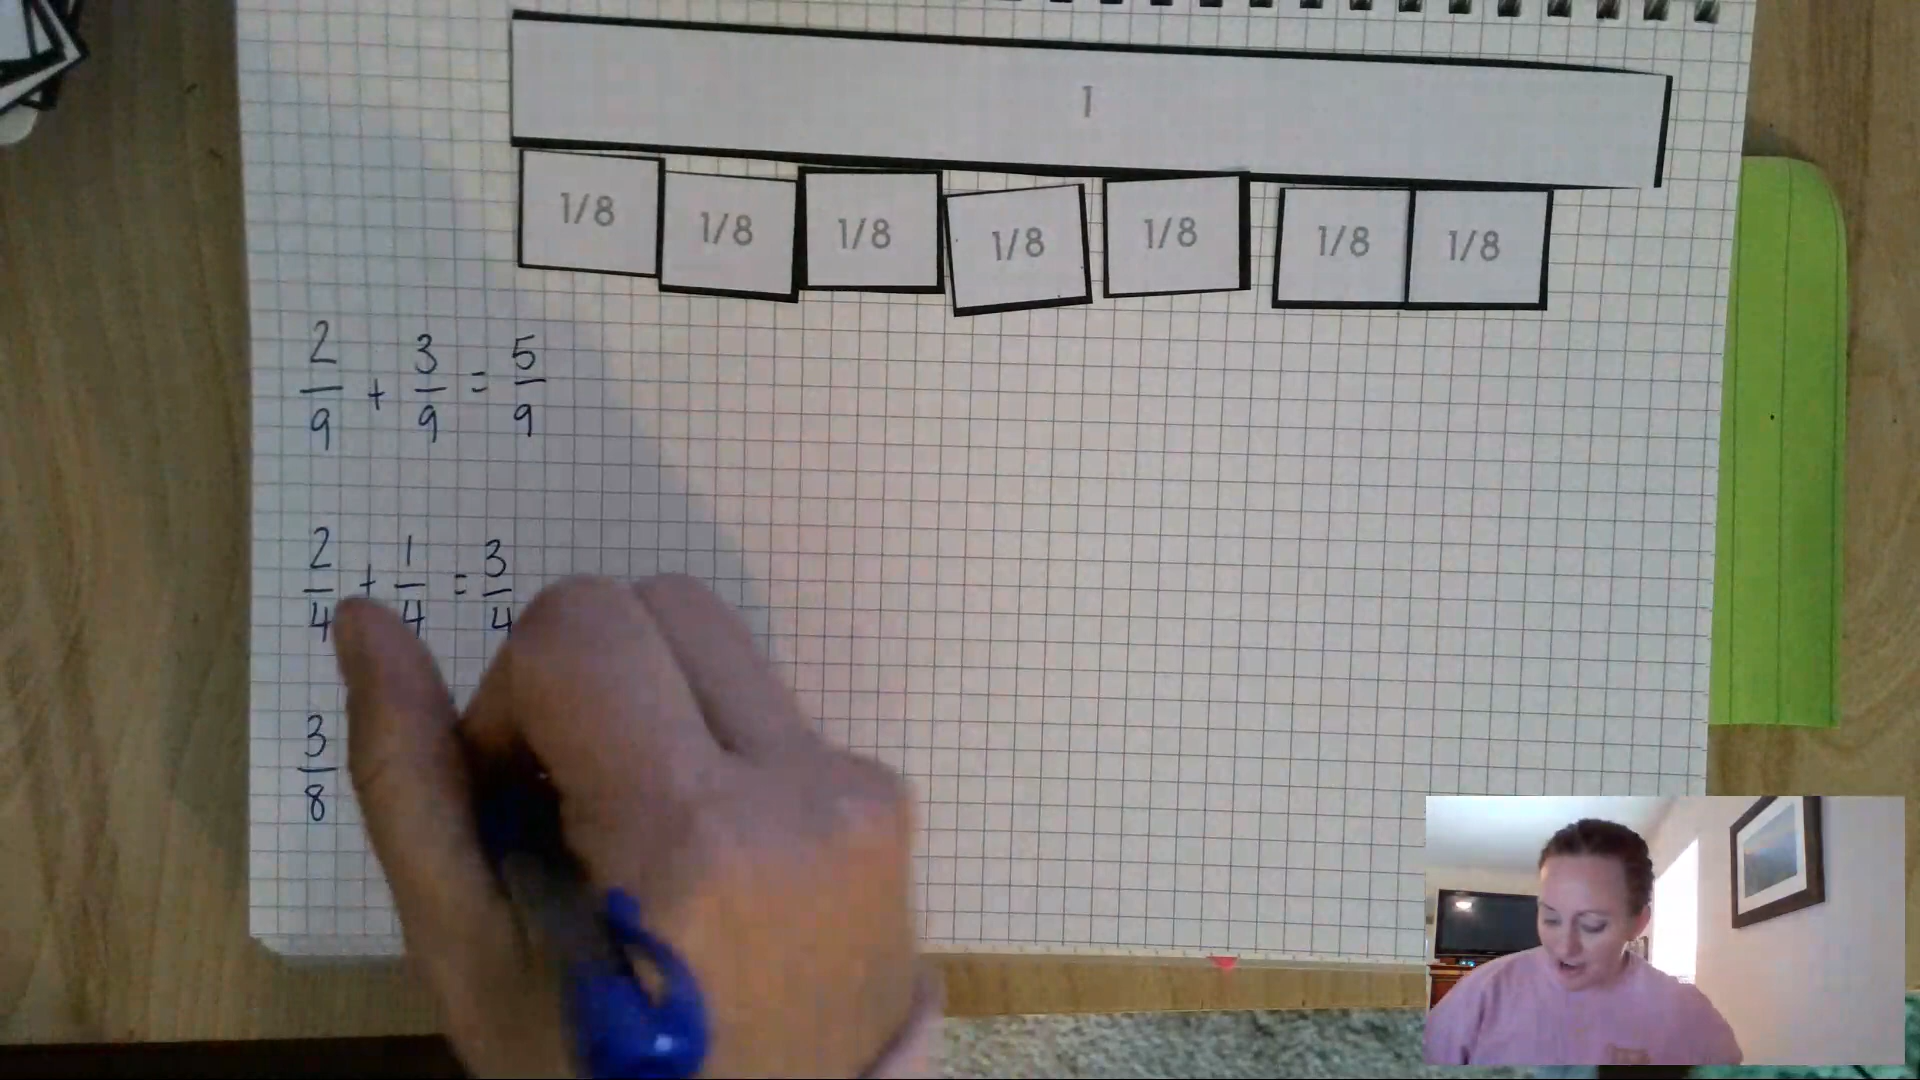 1
1/8 1/8 1/8 1/8 1/8 1/8 1/8
2/9 + 3/9 = 5/9
2/4 + 1/4 = 3/4
3/8